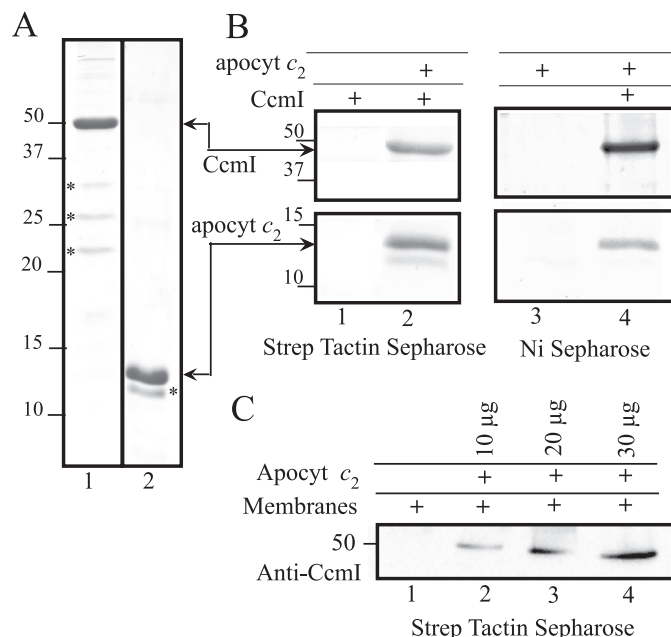 A
50
37
25
20
15
10
*
*
*
*
1 2
CcmI
apocyt c₂
B
apocyt c₂ + + +
CcmI + + +
50
37
15
10
1 2 3 4
Strep Tactin Sepharose Ni Sepharose
C
10 µg 20 µg 30 µg
Apocyt c₂ + + +
Membranes + + + +
50
Anti-CcmI
1 2 3 4
Strep Tactin Sepharose